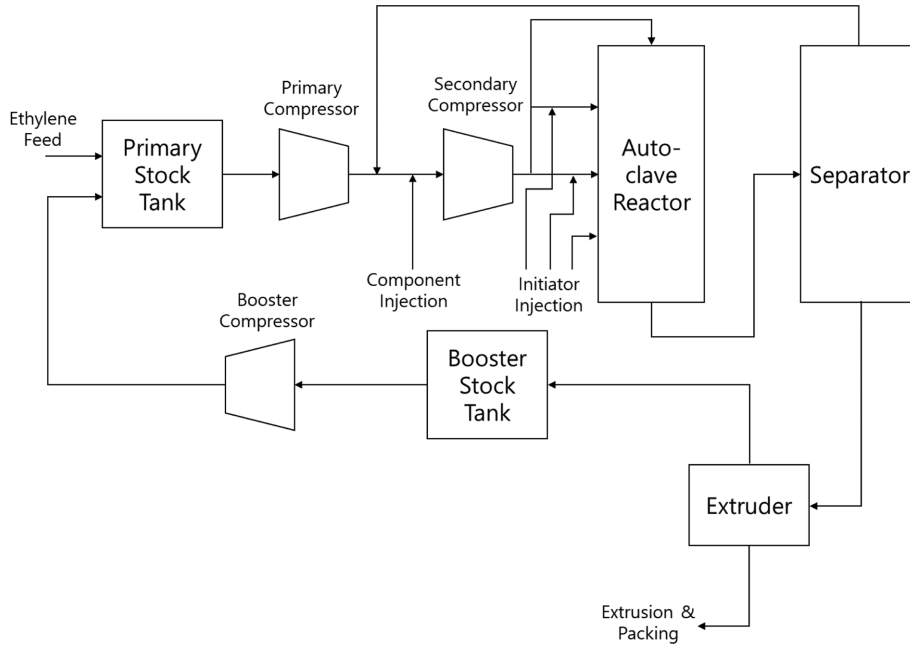 Ethylene
Feed
Primary
Stock
Tank
Primary
Compressor
Secondary
Compressor
Auto-
clave
Reactor
Separator
Component
Injection
Initiator
Injection
Booster
Compressor
Booster
Stock
Tank
Extruder
Extrusion &
Packing